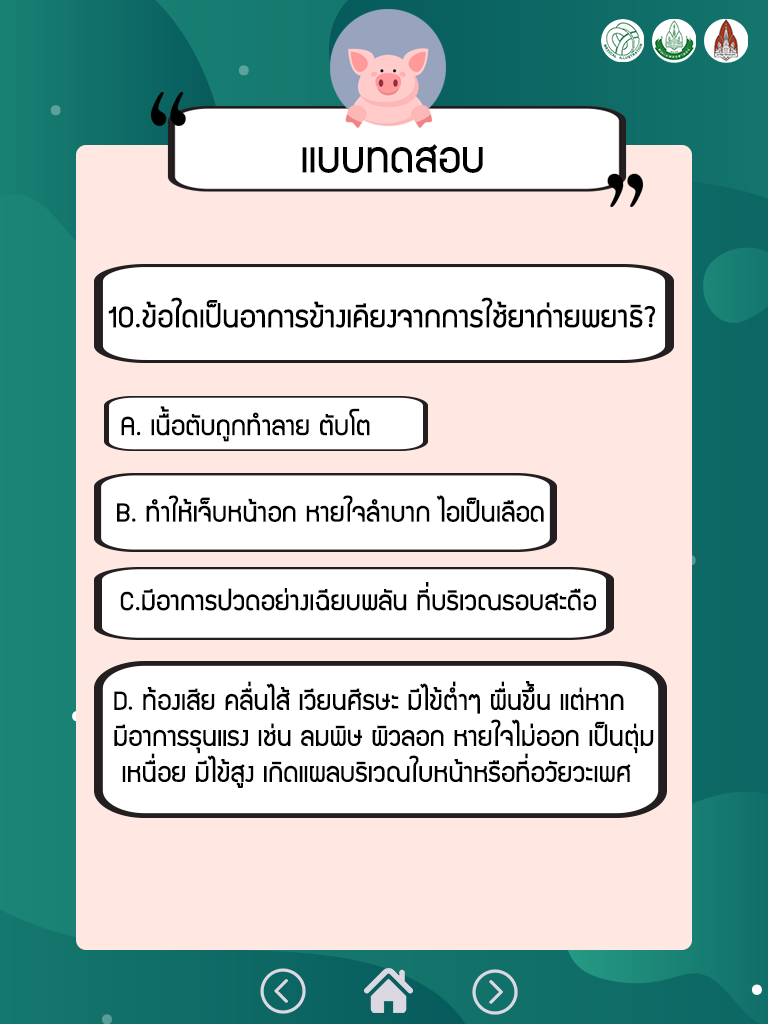 แบบทดสอบ
10.ข้อใดเป็นอาการข้างเคียงจากการใช้ยาถ่ายพยาธิ?
A. เนื้อตับถูกทำลาย ตับโต
B. ทำให้เจ็บหน้าอก หายใจลำบาก ไอเป็นเลือด
C.มีอาการปวดอย่างเฉียบพลัน ที่บริเวณรอบสะดือ
D. ท้องเสีย คลื่นไส้ เวียนศีรษะ มีไข้ต่ำๆ ผื่นขึ้น แต่หาก
มีอาการรุนแรง เช่น ลมพิษ ผิวลอก หายใจไม่ออก เป็นตุ่ม
เหนื่อย มีไข้สูง เกิดแผลบริเวณใบหน้าหรือที่อวัยวะเพศ